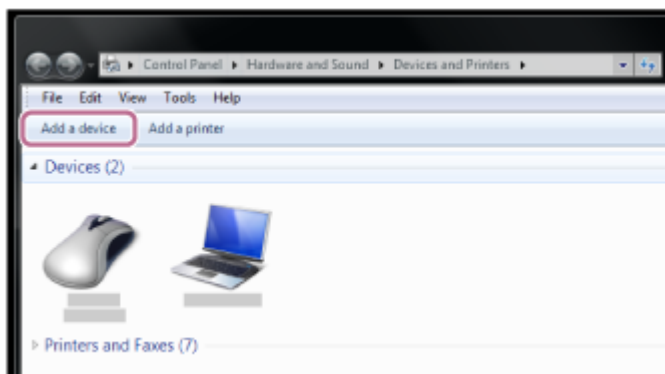 Control Panel Hardware and Sound Devices and Printers
File Edit View Tools Help
Add a device Add a printer
Devices (2)
Printers and Faxes (7)